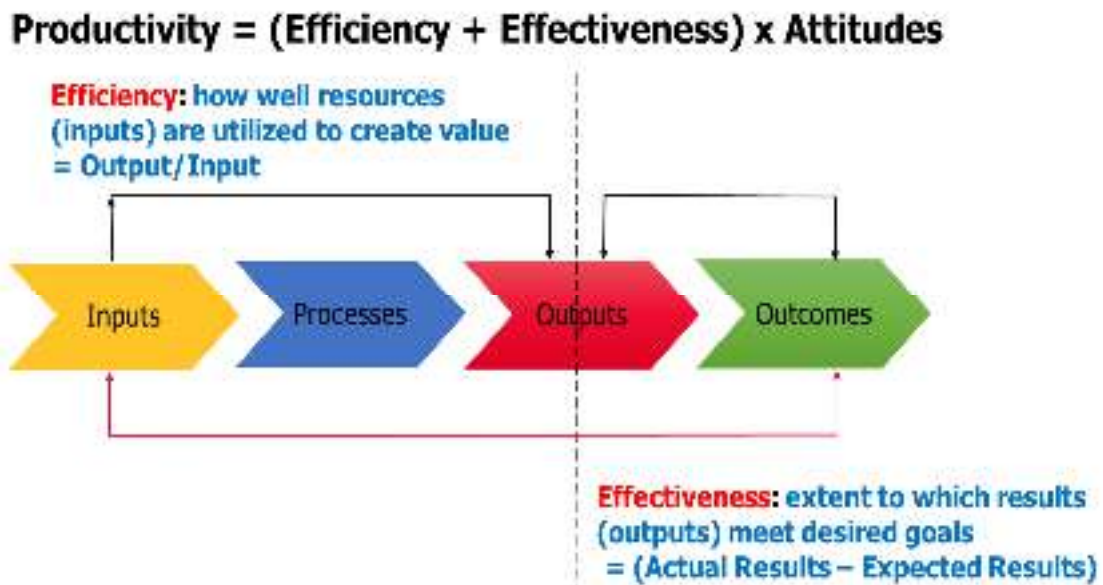 Productivity = (Efficiency + Effectiveness) x Attitudes
Efficiency: how well resources
(inputs) are utilized to create value
= Output/Input
Inputs
Processes
Outputs
Outcomes
Effectiveness: extent to which results
(outputs) meet desired goals
= (Actual Results – Expected Results)